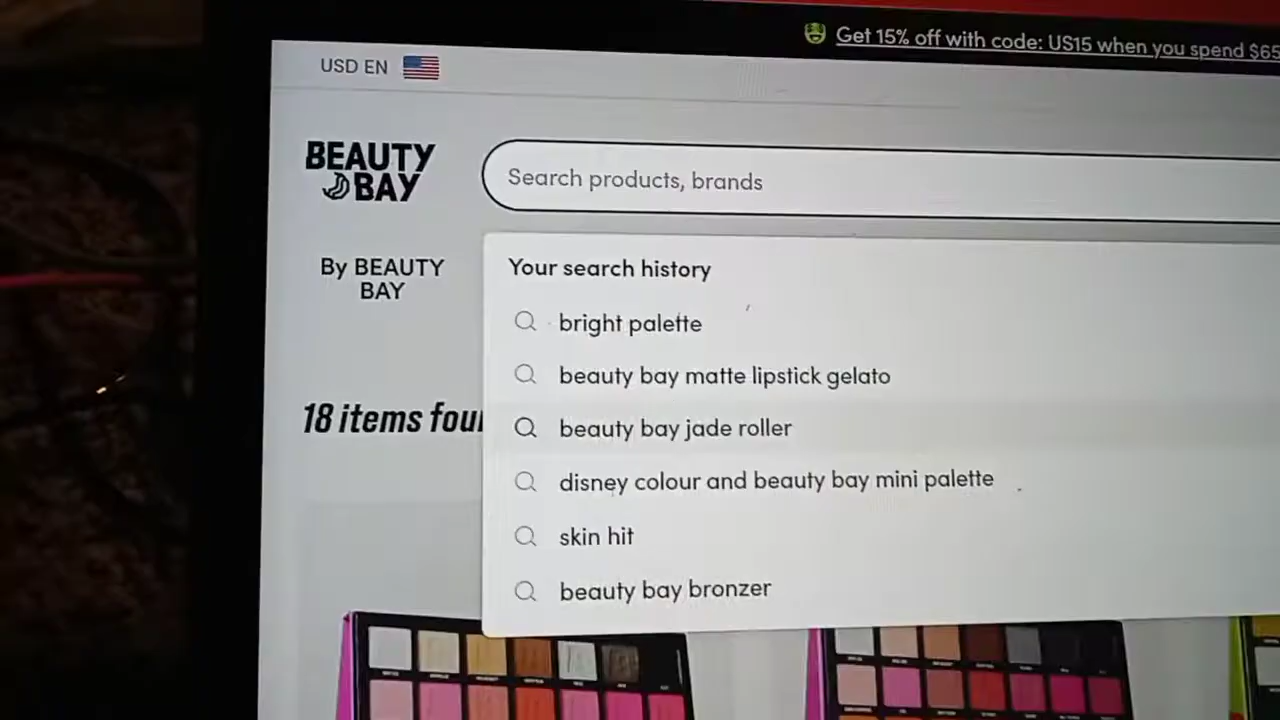 Get 15% off with code: US15 when you spend $65
USD EN
BEAUTY
BAY
Search products, brands
By BEAUTY
BAY
Your search history
bright palette
beauty bay matte lipstick gelato
beauty bay jade roller
disney colour and beauty bay mini palette
skin hit
beauty bay bronzer
18 items